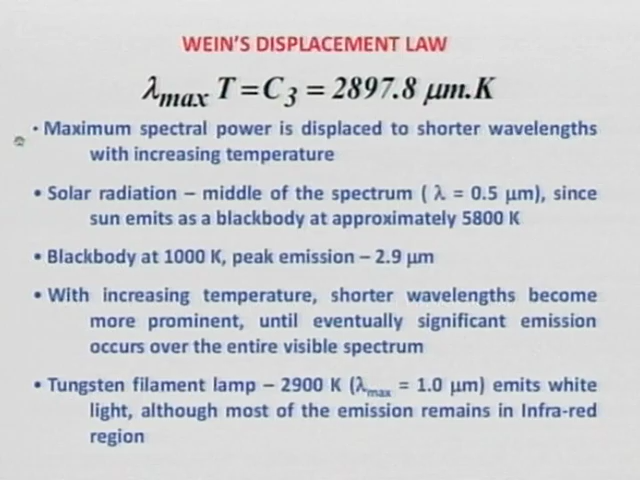 WEIN'S DISPLACEMENT LAW
λmax T = C3 = 2897.8 µm.K
• Maximum spectral power is displaced to shorter wavelengths
with increasing temperature
• Solar radiation – middle of the spectrum ( λ = 0.5 µm), since
sun emits as a blackbody at approximately 5800 K
• Blackbody at 1000 K, peak emission – 2.9 µm
• With increasing temperature, shorter wavelengths become
more prominent, until eventually significant emission
occurs over the entire visible spectrum
• Tungsten filament lamp – 2900 K (λmax = 1.0 µm) emits white
light, although most of the emission remains in Infra-red
region